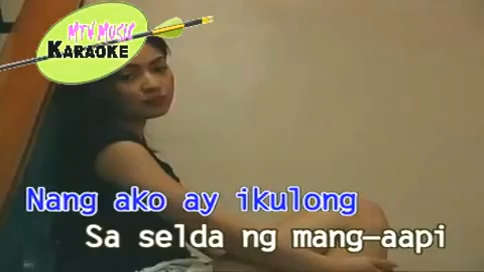 MTV MUSIC
KARAOKE
Nang ako ay ikulong
Sa selda ng mang-aapi